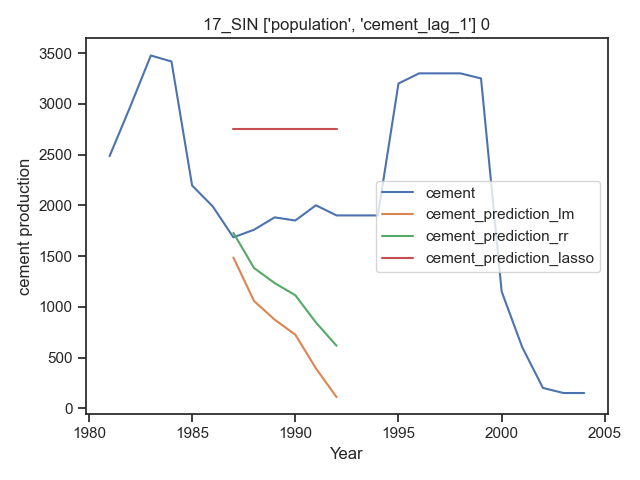 17_SIN ['population', 'cement_lag_1'] 0
3500
3000
2500
2000
1500
1000
500
0
cement production
cement
cement_prediction_lm
cement_prediction_rr
cement_prediction_lasso
1980
1985
1990
1995
2000
2005
Year